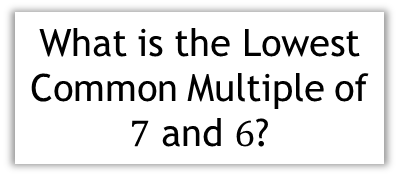 What is the Lowest
Common Multiple of
7 and 6?